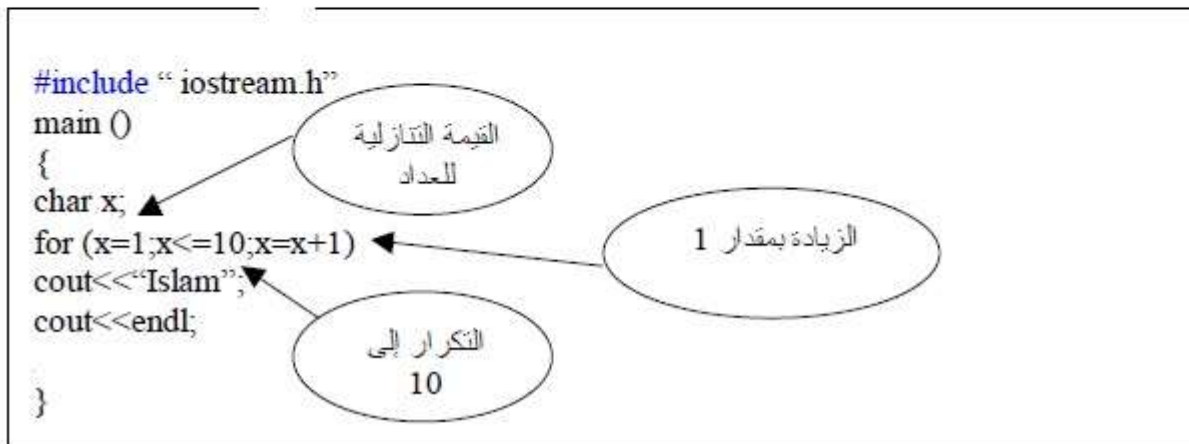 #include “ iostream.h”
main ()
{
char x;
for (x=1;x<=10;x=x+1)
cout<<“Islam”;
cout<<endl;
}
القيمة التنازلية
للعداد
الزيادة بمقدار 1
التكرار إلى
10